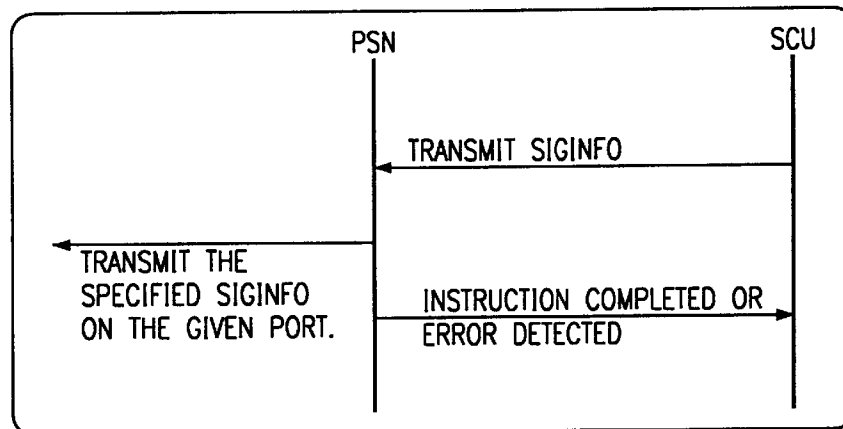 PSN
SCU
TRANSMIT SIGINFO
TRANSMIT THE
SPECIFIED SIGINFO
ON THE GIVEN PORT.
INSTRUCTION COMPLETED OR
ERROR DETECTED